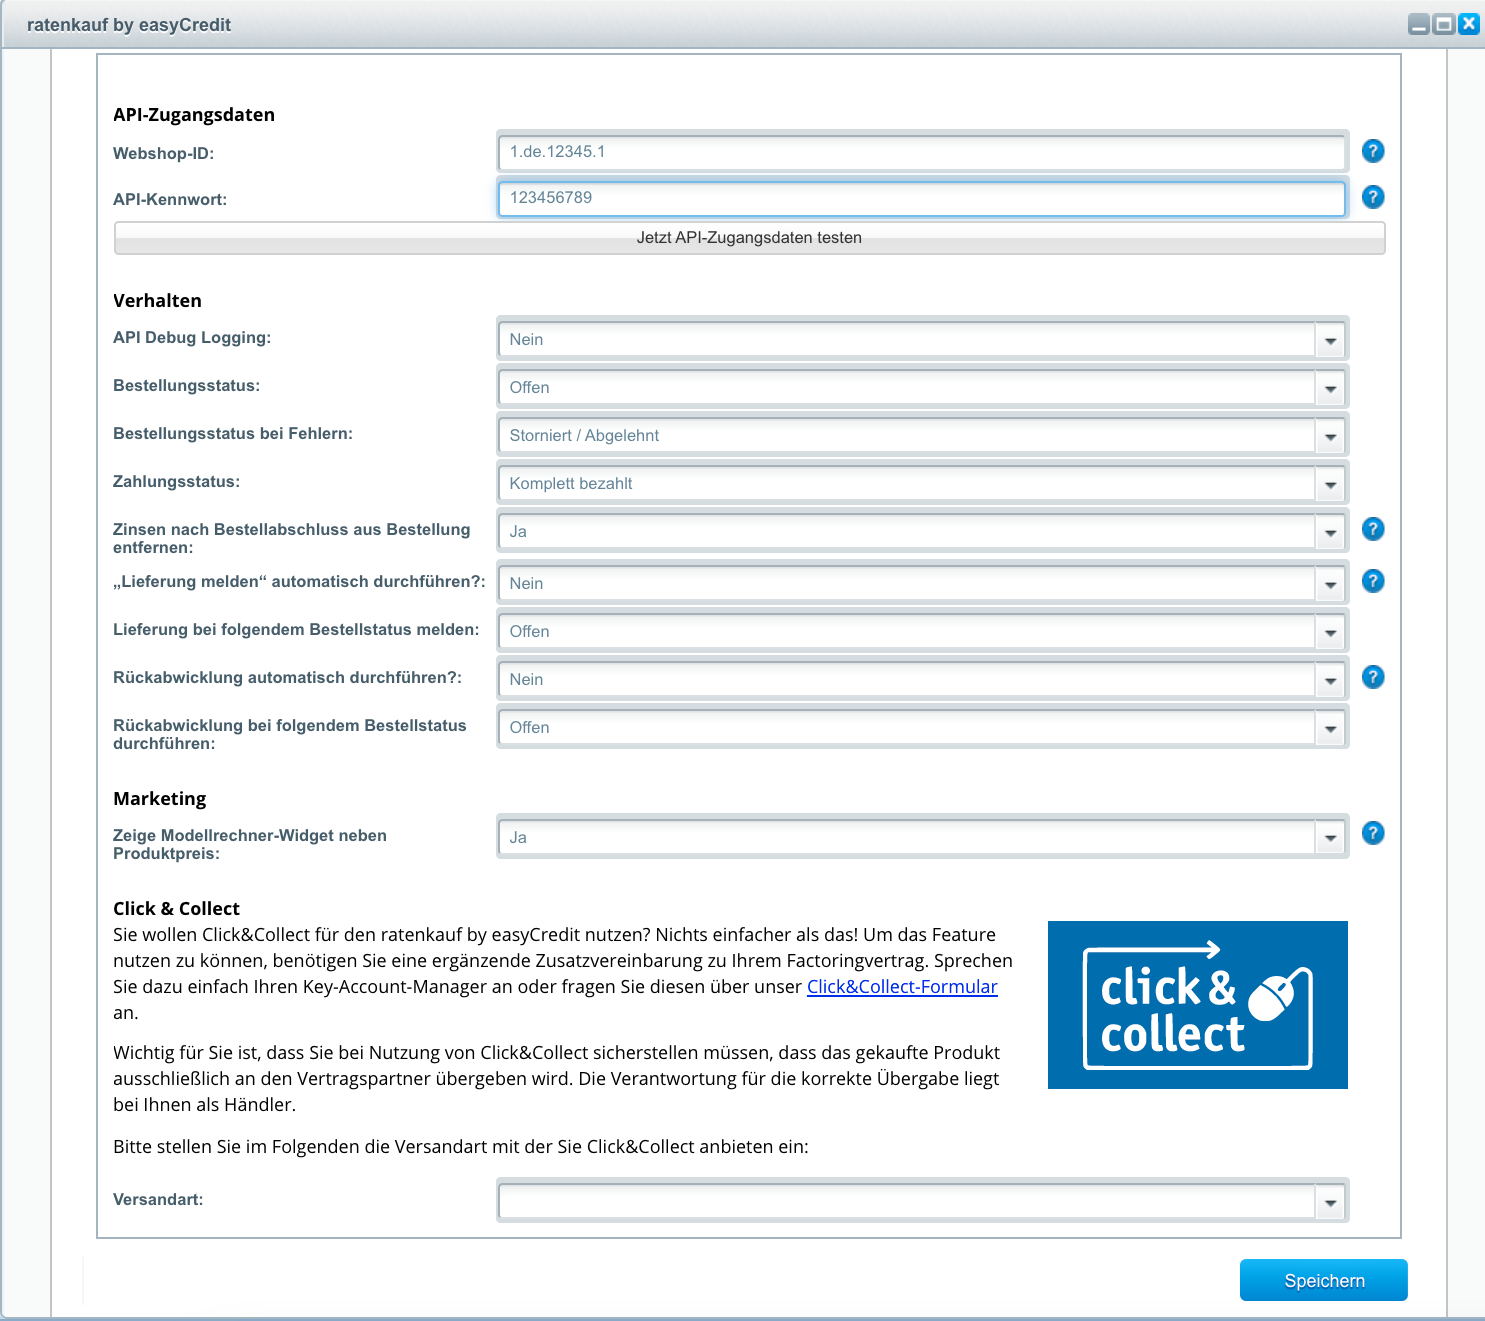 ratenkauf by easyCredit
API-Zugangsdaten
Webshop-ID:
1.de.12345.1
?
API-Kennwort:
123456789
?
Jetzt API-Zugangsdaten testen
Verhalten
API Debug Logging:
Nein
Bestellungsstatus:
Offen
Bestellungsstatus bei Fehlern:
Storniert / Abgelehnt
Zahlungsstatus:
Komplett bezahlt
Zinsen nach Bestellabschluss aus Bestellung
entfernen:
Ja
?
„Lieferung melden“ automatisch durchführen?:
Nein
?
Lieferung bei folgendem Bestellstatus melden:
Offen
Rückabwicklung automatisch durchführen?:
Nein
?
Rückabwicklung bei folgendem Bestellstatus
durchführen:
Offen
Marketing
Zeige Modellrechner-Widget neben
Produktpreis:
Ja
?
Click & Collect
Sie wollen Click&Collect für den ratenkauf by easyCredit nutzen? Nichts einfacher als das! Um das Feature
nutzen zu können, benötigen Sie eine ergänzende Zusatzvereinbarung zu Ihrem Factoringvertrag. Sprechen
Sie dazu einfach Ihren Key-Account-Manager an oder fragen Sie diesen über unser Click&Collect-Formular
an.
click &
collect
Wichtig für Sie ist, dass Sie bei Nutzung von Click&Collect sicherstellen müssen, dass das gekaufte Produkt
ausschließlich an den Vertragspartner übergeben wird. Die Verantwortung für die korrekte Übergabe liegt
bei Ihnen als Händler.
Bitte stellen Sie im Folgenden die Versandart mit der Sie Click&Collect anbieten ein:
Versandart:
Speichern